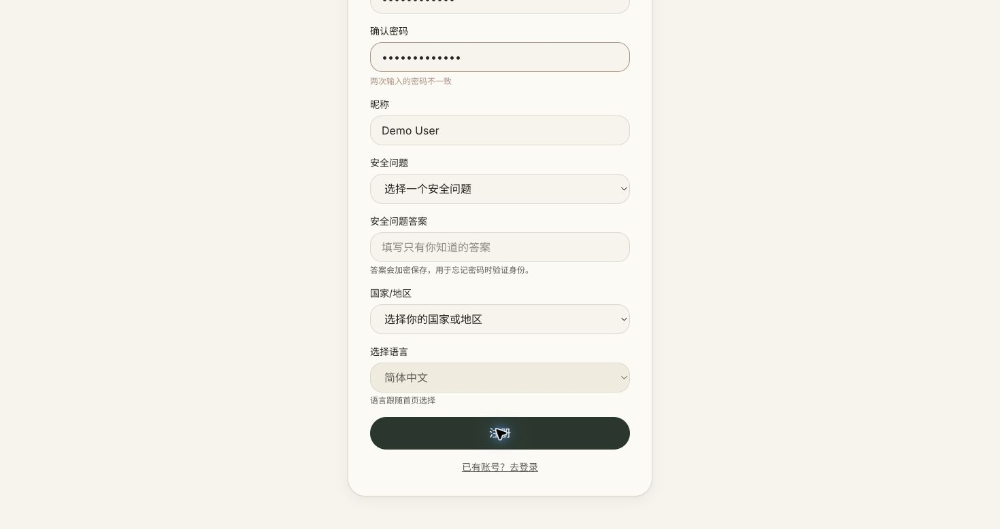 ••••••••••••
确认密码
•••••••••••••
两次输入的密码不一致
昵称
Demo User
安全问题
选择一个安全问题
安全问题答案
填写只有你知道的答案
答案会加密保存，用于忘记密码时验证身份。
国家/地区
选择你的国家或地区
选择语言
简体中文
语言跟随首页选择
注册
已有账号？去登录